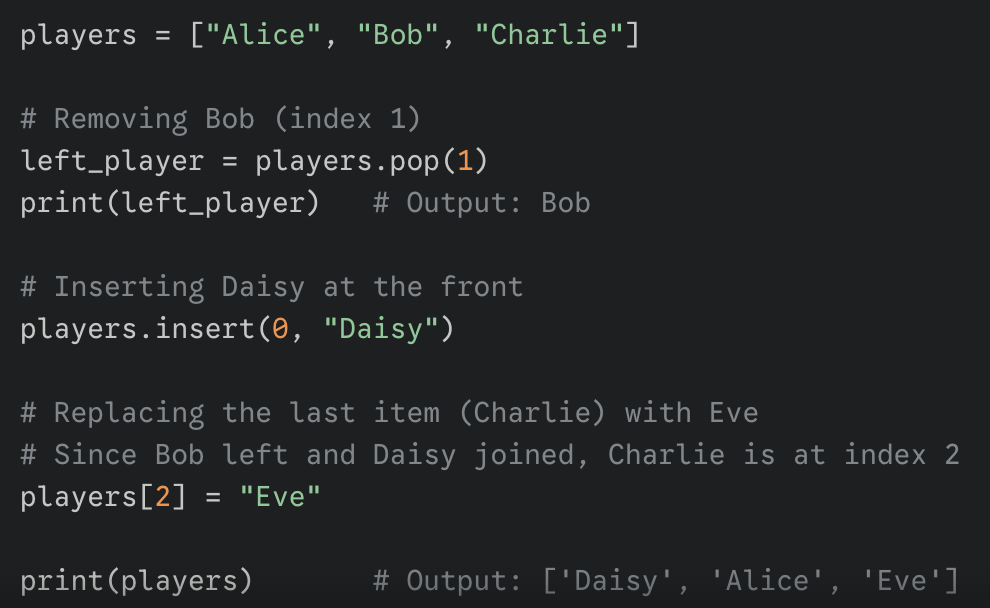 players = ["Alice", "Bob", "Charlie"]
# Removing Bob (index 1)
left_player = players.pop(1)
print(left_player)   # Output: Bob
# Inserting Daisy at the front
players.insert(0, "Daisy")
# Replacing the last item (Charlie) with Eve
# Since Bob left and Daisy joined, Charlie is at index 2
players[2] = "Eve"
print(players)       # Output: ['Daisy', 'Alice', 'Eve']